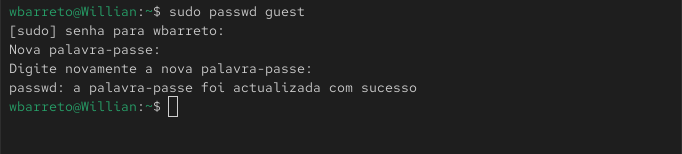 wbarreto@Willian:~$ sudo passwd guest
[sudo] senha para wbarreto:
Nova palavra-passe:
Digite novamente a nova palavra-passe:
passwd: a palavra-passe foi actualizada com sucesso
wbarreto@Willian:~$